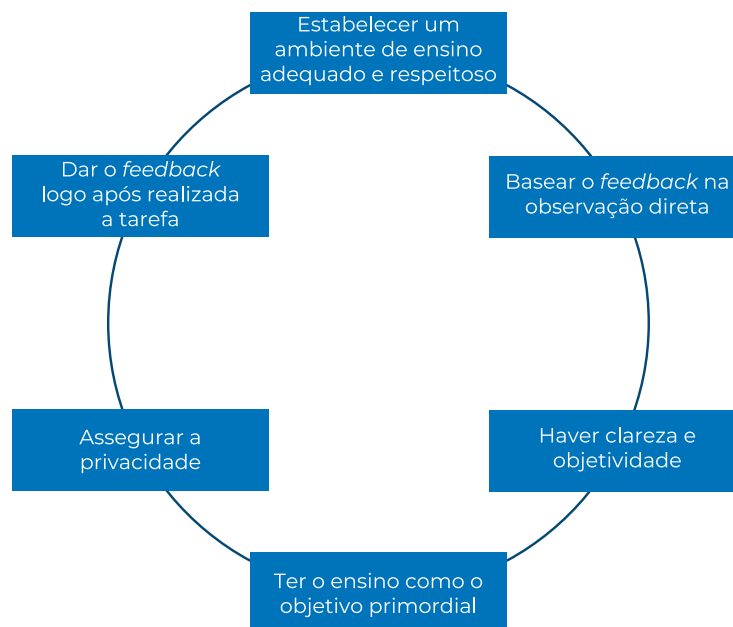 Estabelecer um
ambiente de ensino
adequado e respeitoso
Basear o feedback na
observação direta
Haver clareza e
objetividade
Ter o ensino como o
objetivo primordial
Assegurar a
privacidade
Dar o feedback
logo após realizada
a tarefa